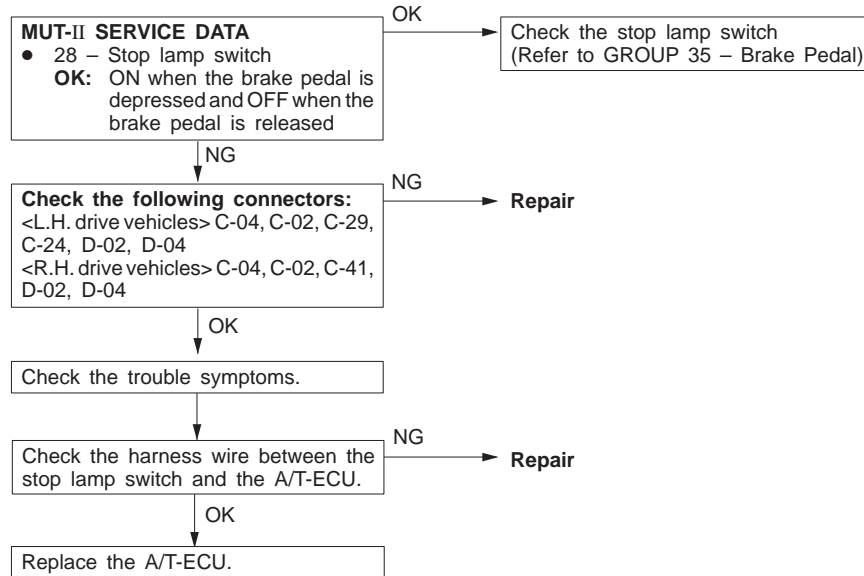 MUT-II SERVICE DATA
● 28 – Stop lamp switch
OK: ON when the brake pedal is
depressed and OFF when the
brake pedal is released
OK
Check the stop lamp switch
(Refer to GROUP 35 – Brake Pedal)
NG
Check the following connectors:
<L.H. drive vehicles> C-04, C-02, C-29,
C-24, D-02, D-04
<R.H. drive vehicles> C-04, C-02, C-41,
D-02, D-04
NG
Repair
OK
Check the trouble symptoms.
Check the harness wire between the
stop lamp switch and the A/T-ECU.
NG
Repair
OK
Replace the A/T-ECU.